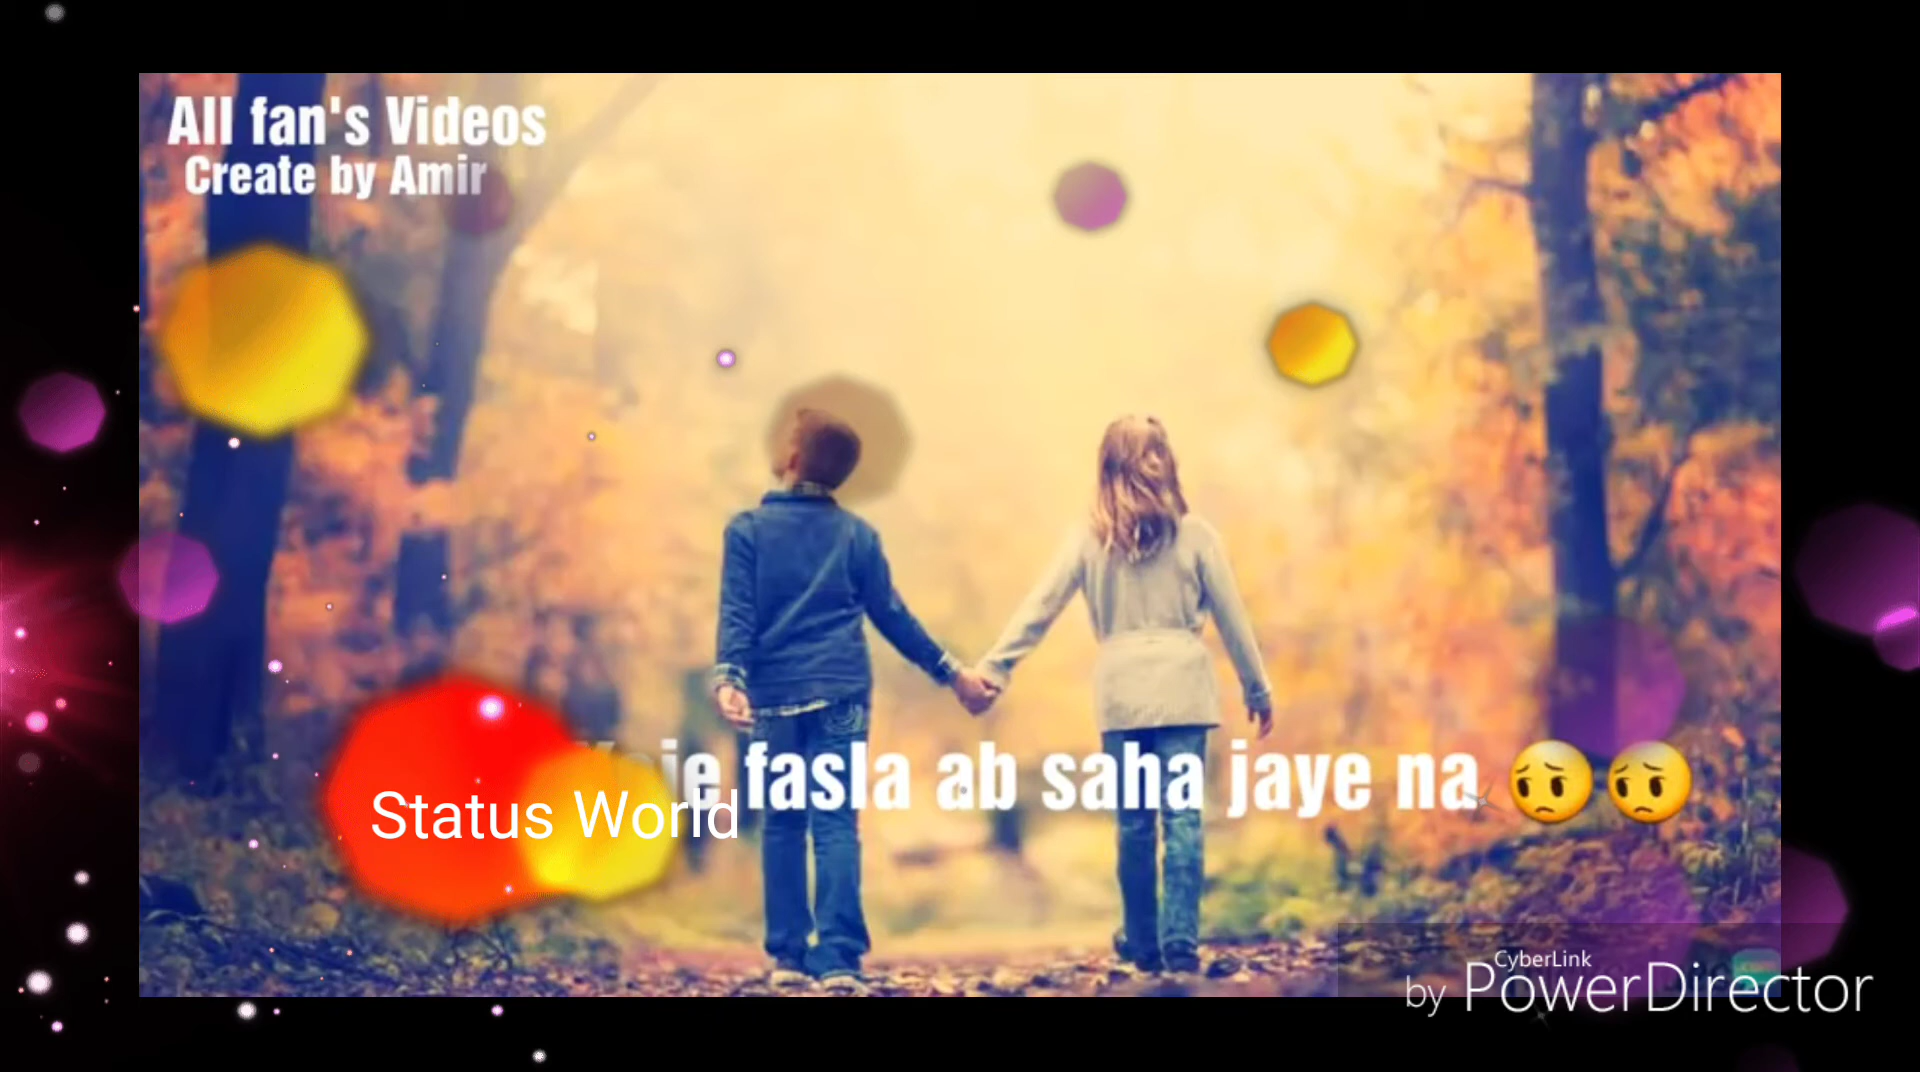 All fan's Videos
Create by Amir
fasla ab saha jaye na 😔😔
Status World
CyberLink
by PowerDirector